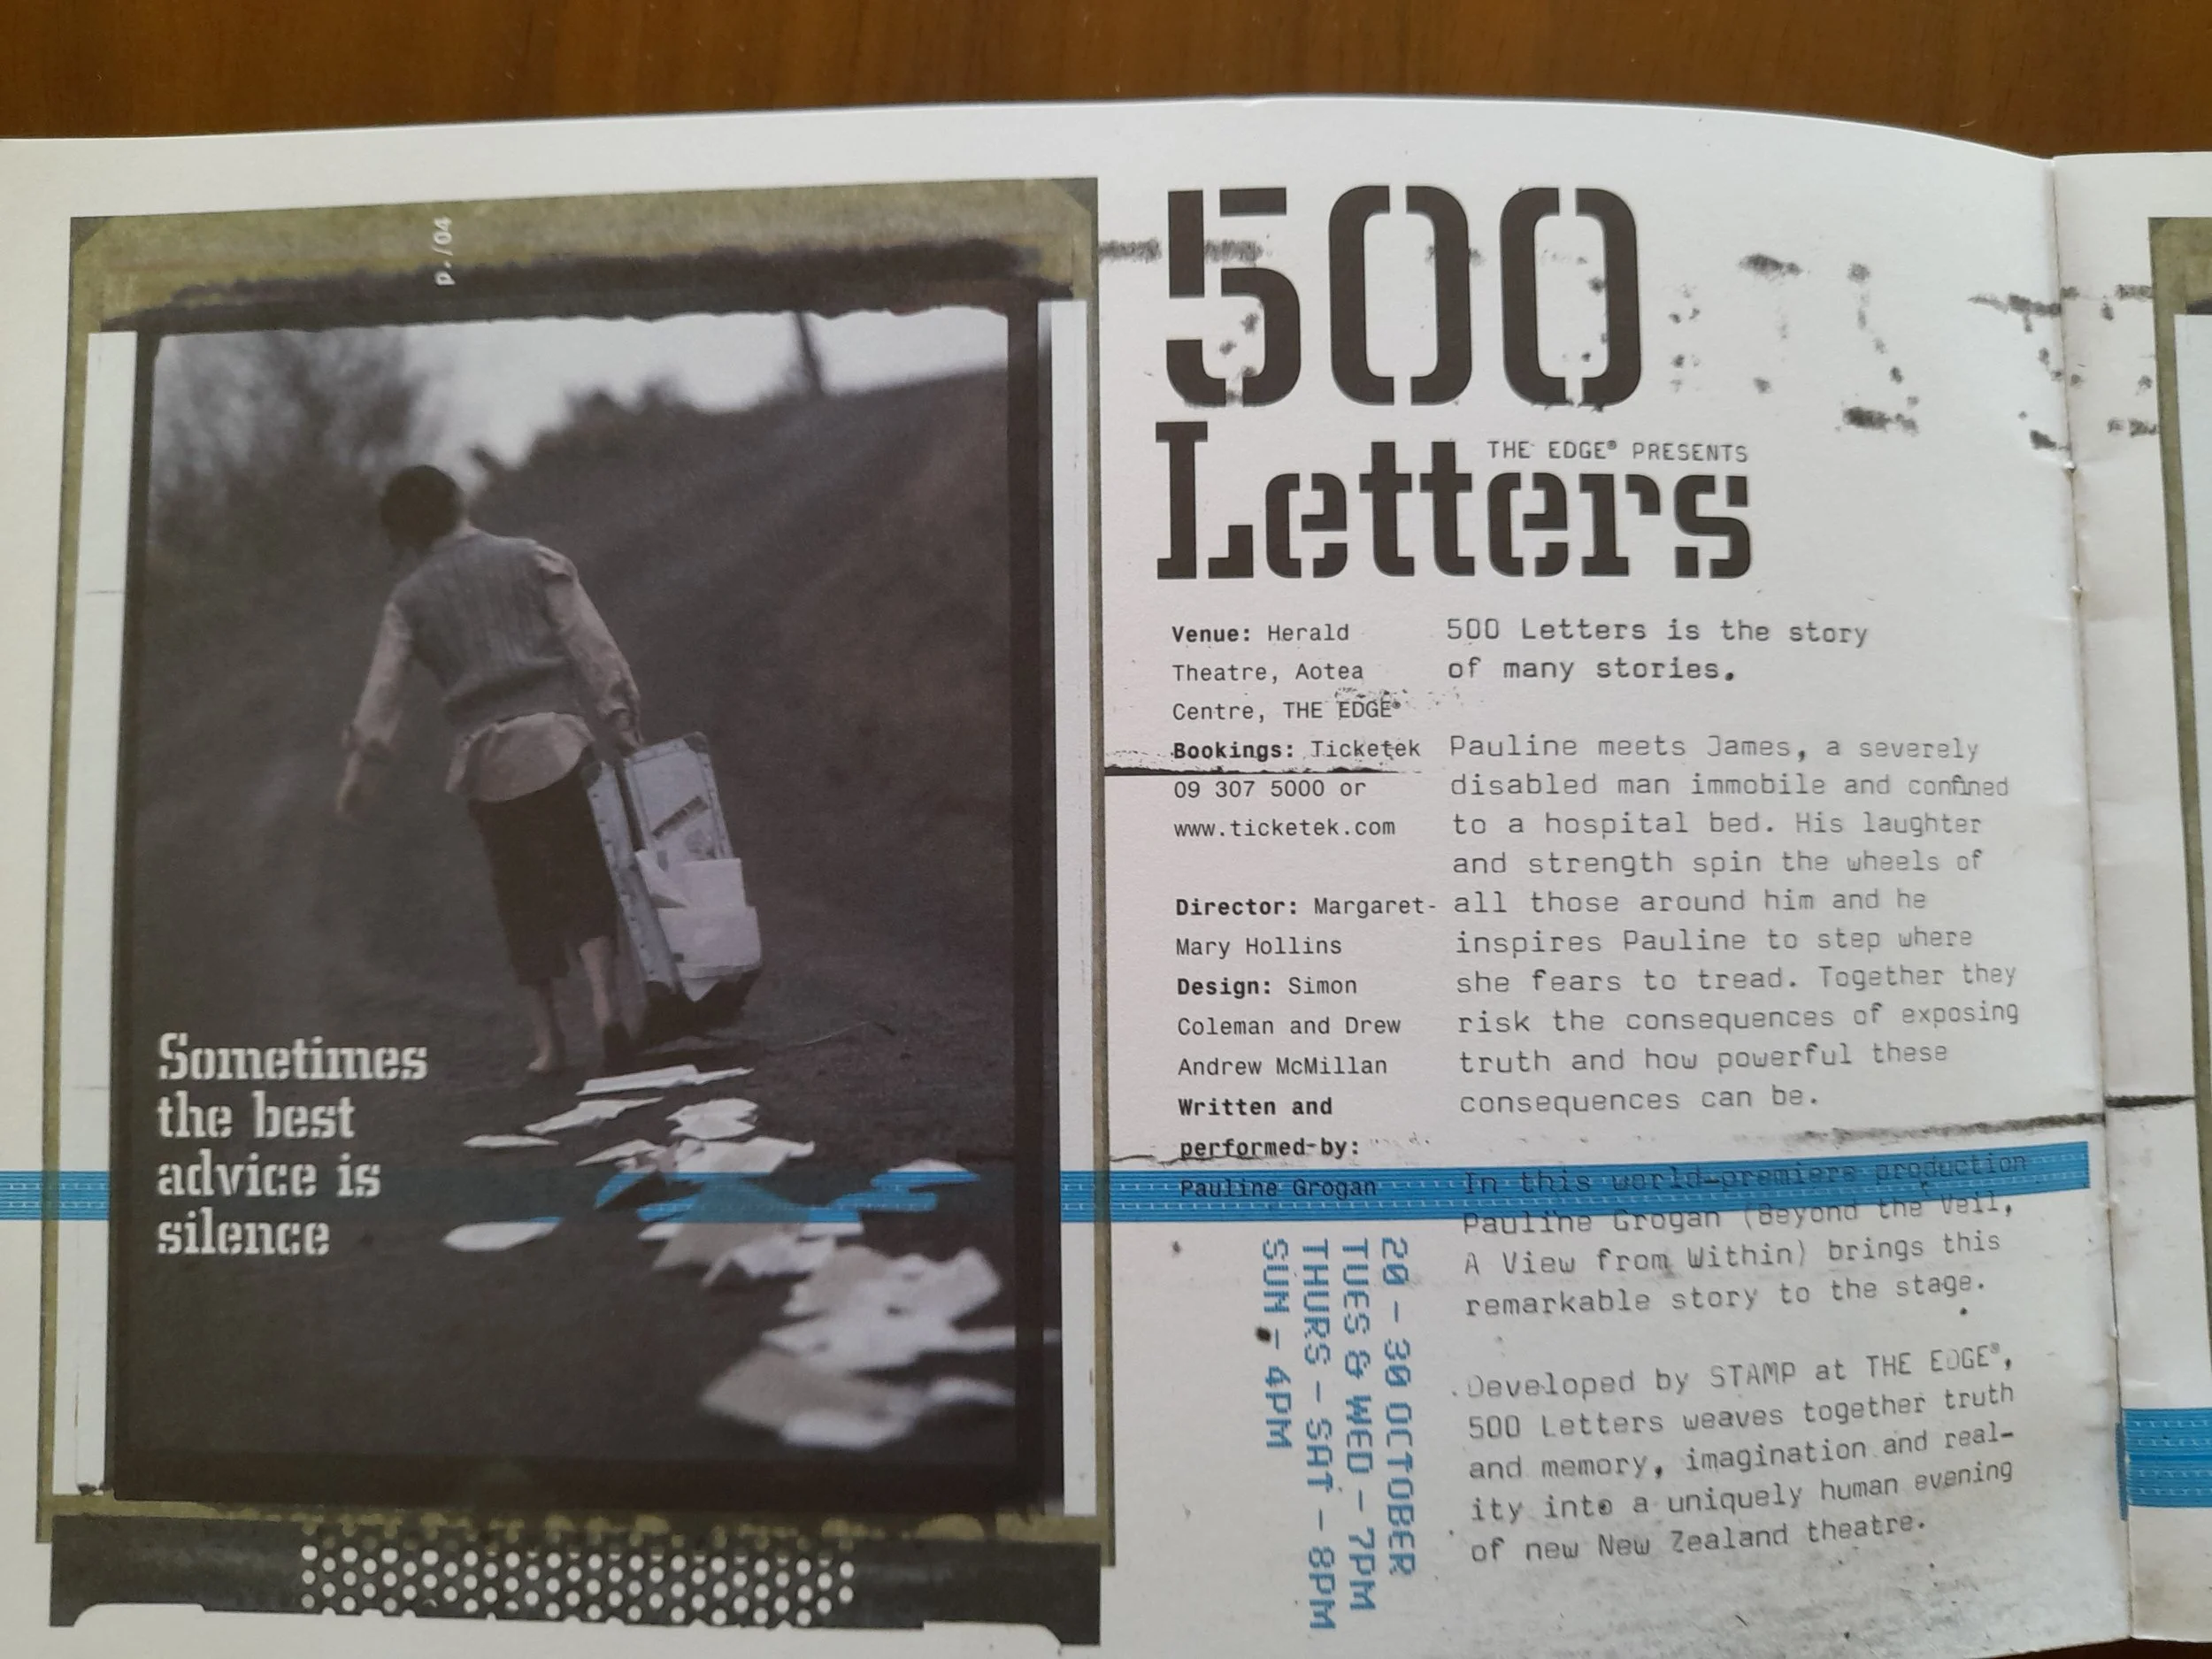 p./04
Sometimes
the best
advice is
silence
500
THE EDGE® PRESENTS
Letters
Venue: Herald
Theatre, Aotea
Centre, THE EDGE®
Bookings: Ticketek
09 307 5000 or
www.ticketek.com
Director: Margaret-
Mary Hollins
Design: Simon
Coleman and Drew
Andrew McMillan
Written and
performed by:
Pauline Grogan
20 - 30 OCTOBER
TUES & WED - 7PM
THURS - SAT - 8PM
SUN - 4PM
500 Letters is the story
of many stories.
Pauline meets James, a severely
disabled man immobile and confined
to a hospital bed. His laughter
and strength spin the wheels of
all those around him and he
inspires Pauline to step where
she fears to tread. Together they
risk the consequences of exposing
truth and how powerful these
consequences can be.
In this world-premiere production
Pauline Grogan (Beyond the Veil,
A View from Within) brings this
remarkable story to the stage.
Developed by STAMP at THE EDGE®,
500 Letters weaves together truth
and memory, imagination and real-
ity into a uniquely human evening
of new New Zealand theatre.